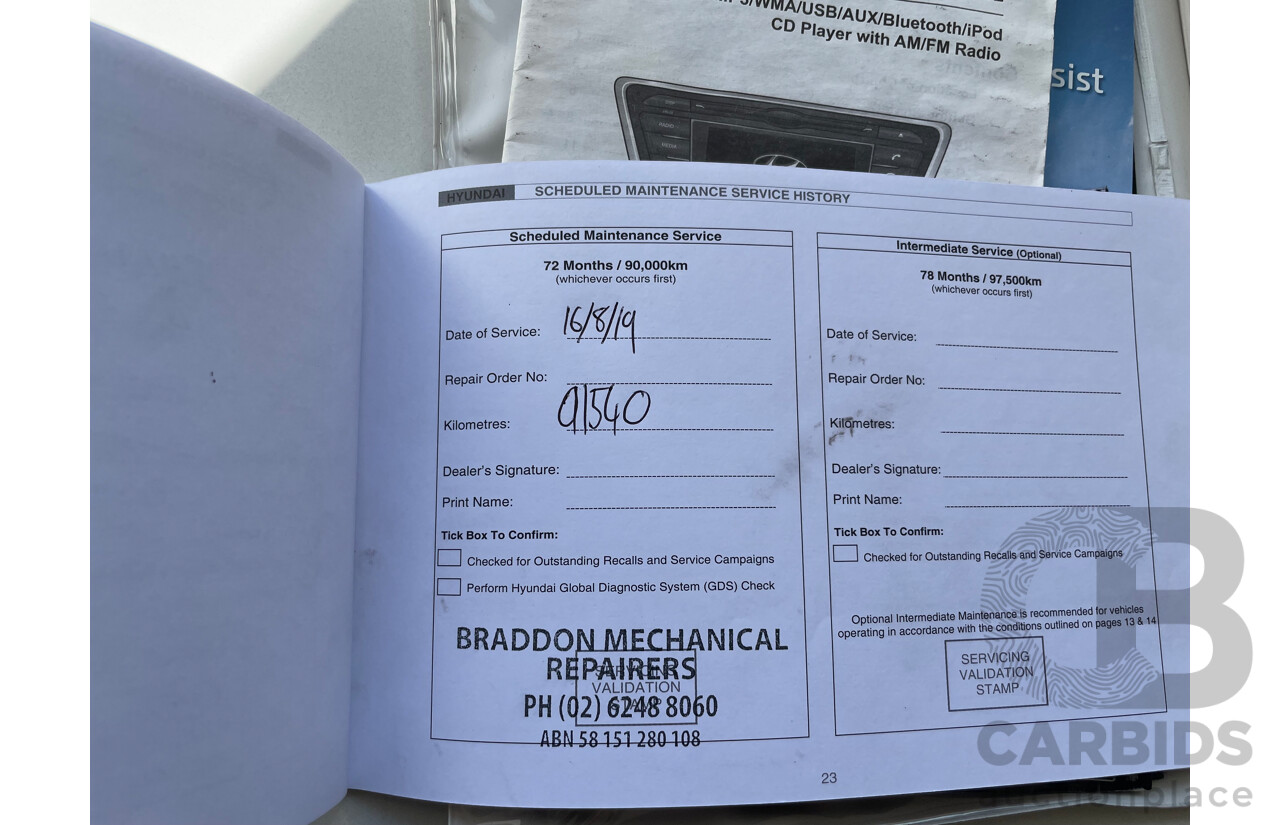 /WMA/USB/AUX/Bluetooth/iPod
CD Player with AM/FM Radio
sist
HYUNDAI
SCHEDULED MAINTENANCE SERVICE HISTORY
Scheduled Maintenance Service
72 Months / 90,000km
(whichever occurs first)
Date of Service: 16/8/19
Repair Order No:
Kilometres: 91540
Dealer's Signature:
Print Name:
Tick Box To Confirm:
Checked for Outstanding Recalls and Service Campaigns
Perform Hyundai Global Diagnostic System (GDS) Check
BRADDON MECHANICAL
REPAIRERS
SERVICING
VALIDATION
STAMP
PH (02) 6248 8060
ABN 58 151 280 108
Intermediate Service (Optional)
78 Months / 97,500km
(whichever occurs first)
Date of Service:
Repair Order No:
Kilometres:
Dealer's Signature:
Print Name:
Tick Box To Confirm:
Checked for Outstanding Recalls and Service Campaigns
Optional Intermediate Maintenance is recommended for vehicles
operating in accordance with the conditions outlined on pages 13 & 14
SERVICING
VALIDATION
STAMP
23
CARBIDS
auctionplace